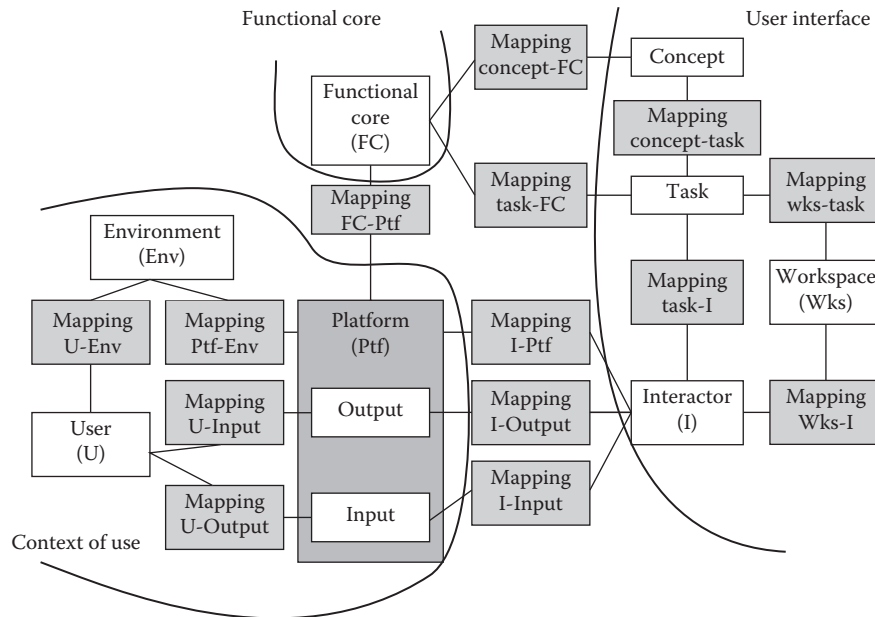 Functional core
User interface
Mapping
concept-FC
Concept
Functional
core
(FC)
Mapping
concept-task
Mapping
FC-Ptf
Mapping
task-FC
Task
Mapping
wks-task
Environment
(Env)
Mapping
U-Env
Mapping
Ptf-Env
Platform
(Ptf)
Mapping
I-Ptf
Mapping
task-I
Workspace
(Wks)
User
(U)
Mapping
U-Input
Output
Mapping
I-Output
Interactor
(I)
Mapping
Wks-I
Mapping
U-Output
Input
Mapping
I-Input
Context of use